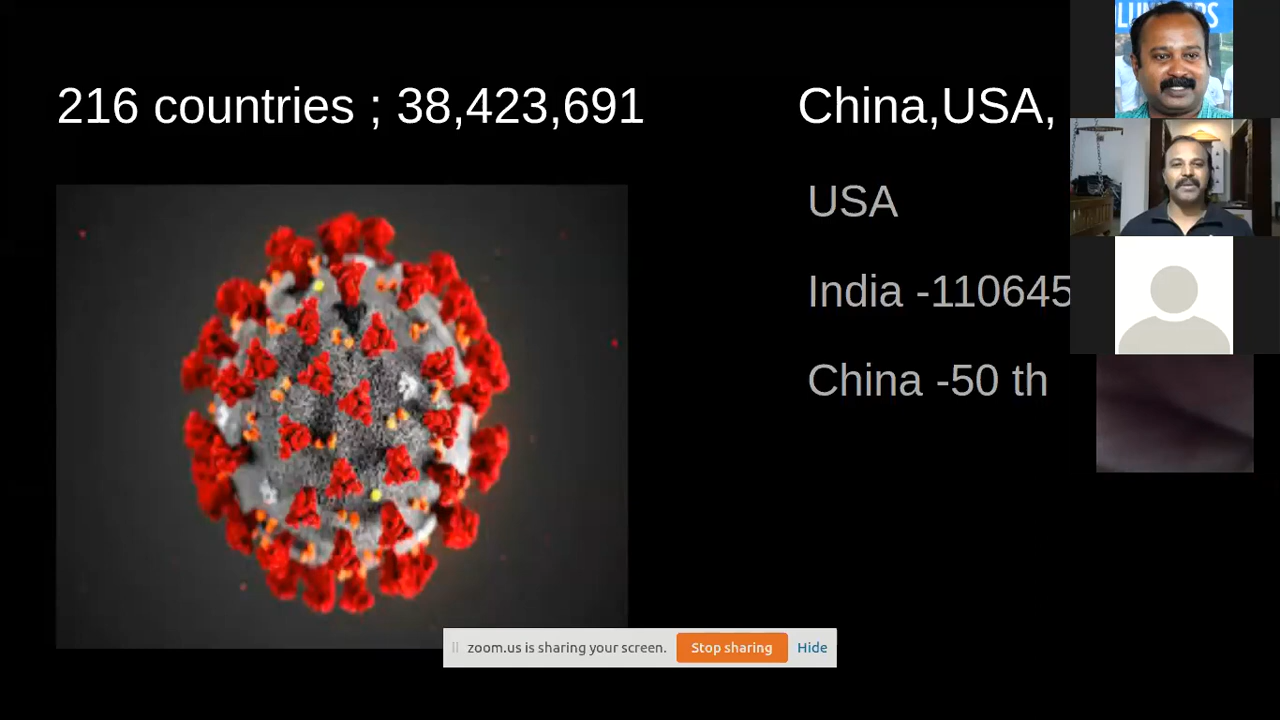 216 countries ; 38,423,691
China,USA,
USA
India -110645
China -50 th
zoom.us is sharing your screen.
Stop sharing
Hide